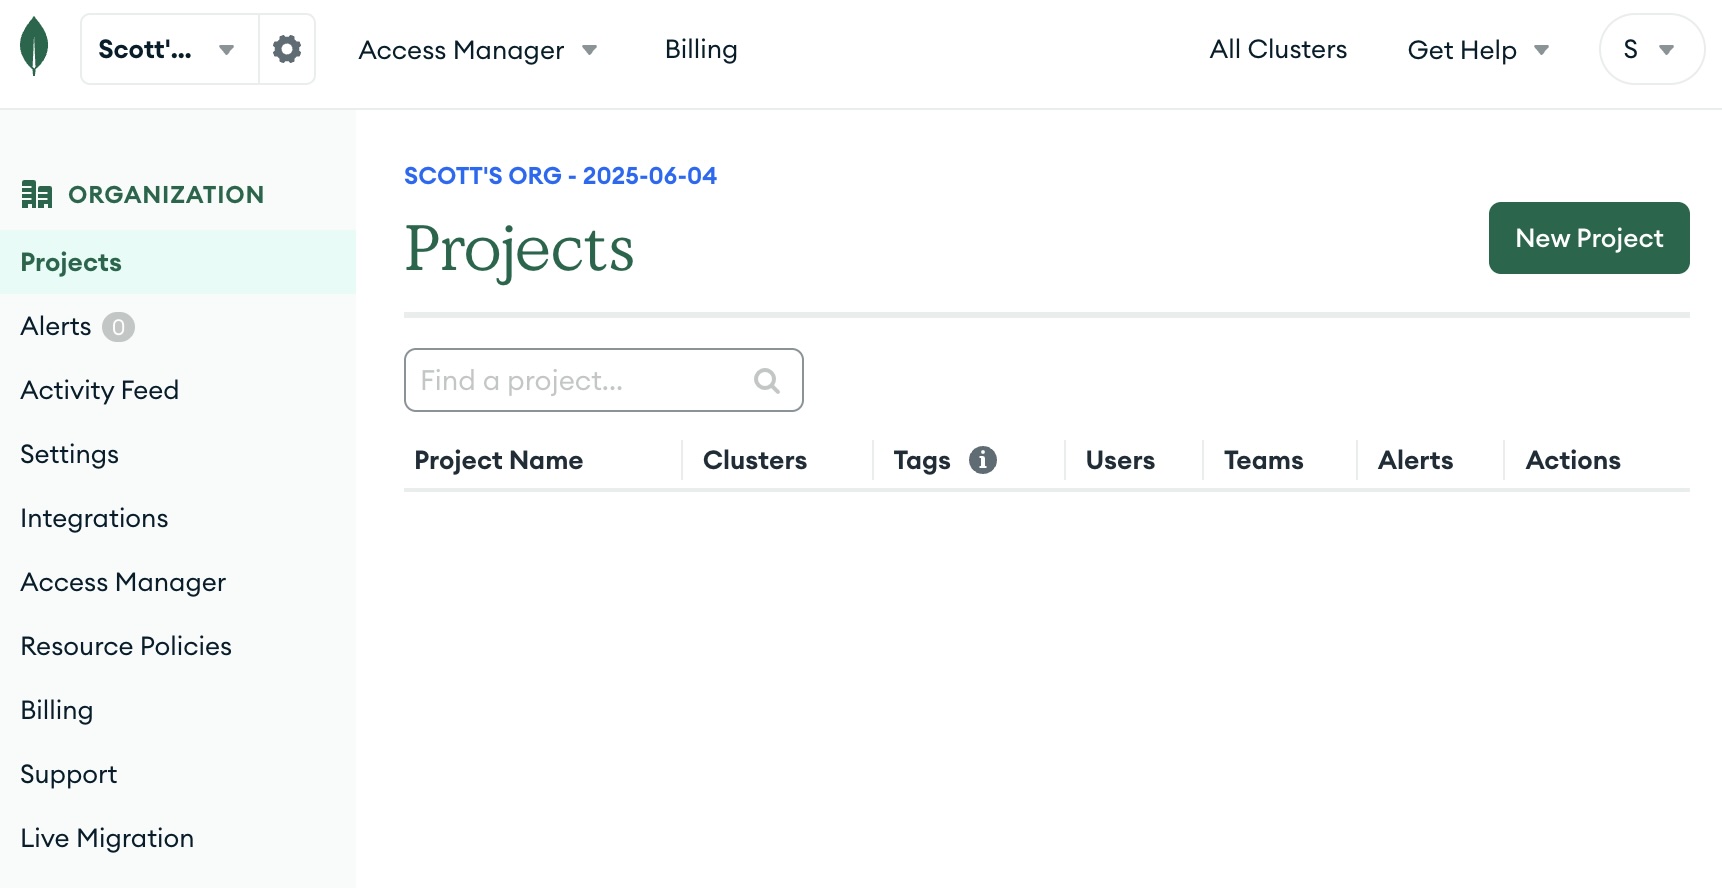 Scott'...
Access Manager
Billing
All Clusters
Get Help
S
ORGANIZATION
Projects
Alerts 0
Activity Feed
Settings
Integrations
Access Manager
Resource Policies
Billing
Support
Live Migration
SCOTT'S ORG - 2025-06-04
Projects
New Project
Find a project...
Project Name Clusters Tags Users Teams Alerts Actions